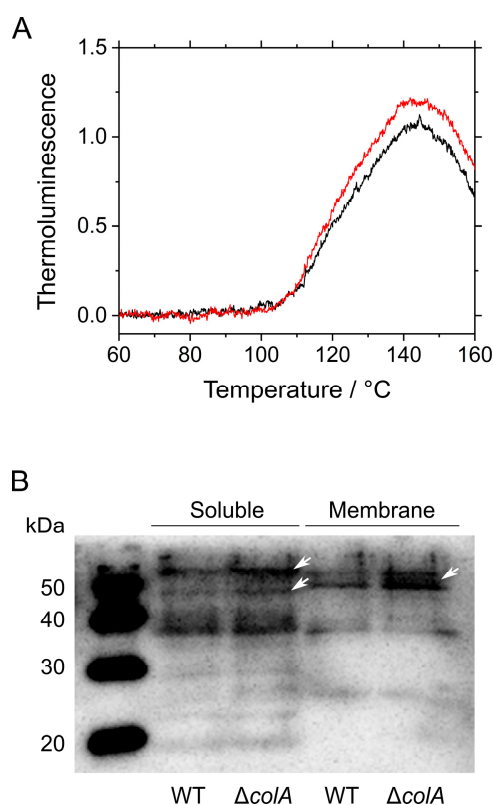 A
1.5
1.0
0.5
0.0
Thermoluminescence
60 80 100 120 140 160
Temperature / °C
B
kDa
Soluble Membrane
50
40
30
20
WT ΔcolA WT ΔcolA